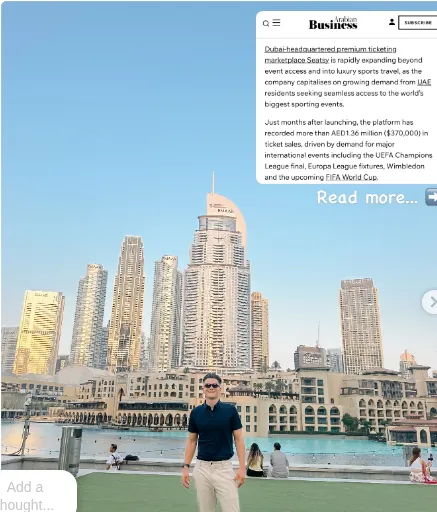 Arabian
Business
SUBSCRIBE
Dubai-headquartered premium ticketing
marketplace Seatsy is rapidly expanding beyond
event access and into luxury sports travel, as the
company capitalises on growing demand from UAE
residents seeking seamless access to the world's
biggest sporting events.
Just months after launching, the platform has
recorded more than AED1.36 million ($370,000) in
ticket sales, driven by demand for major
international events including the UEFA Champions
League final, Europa League fixtures, Wimbledon
and the upcoming FIFA World Cup.
Read more...
Add a
hought...